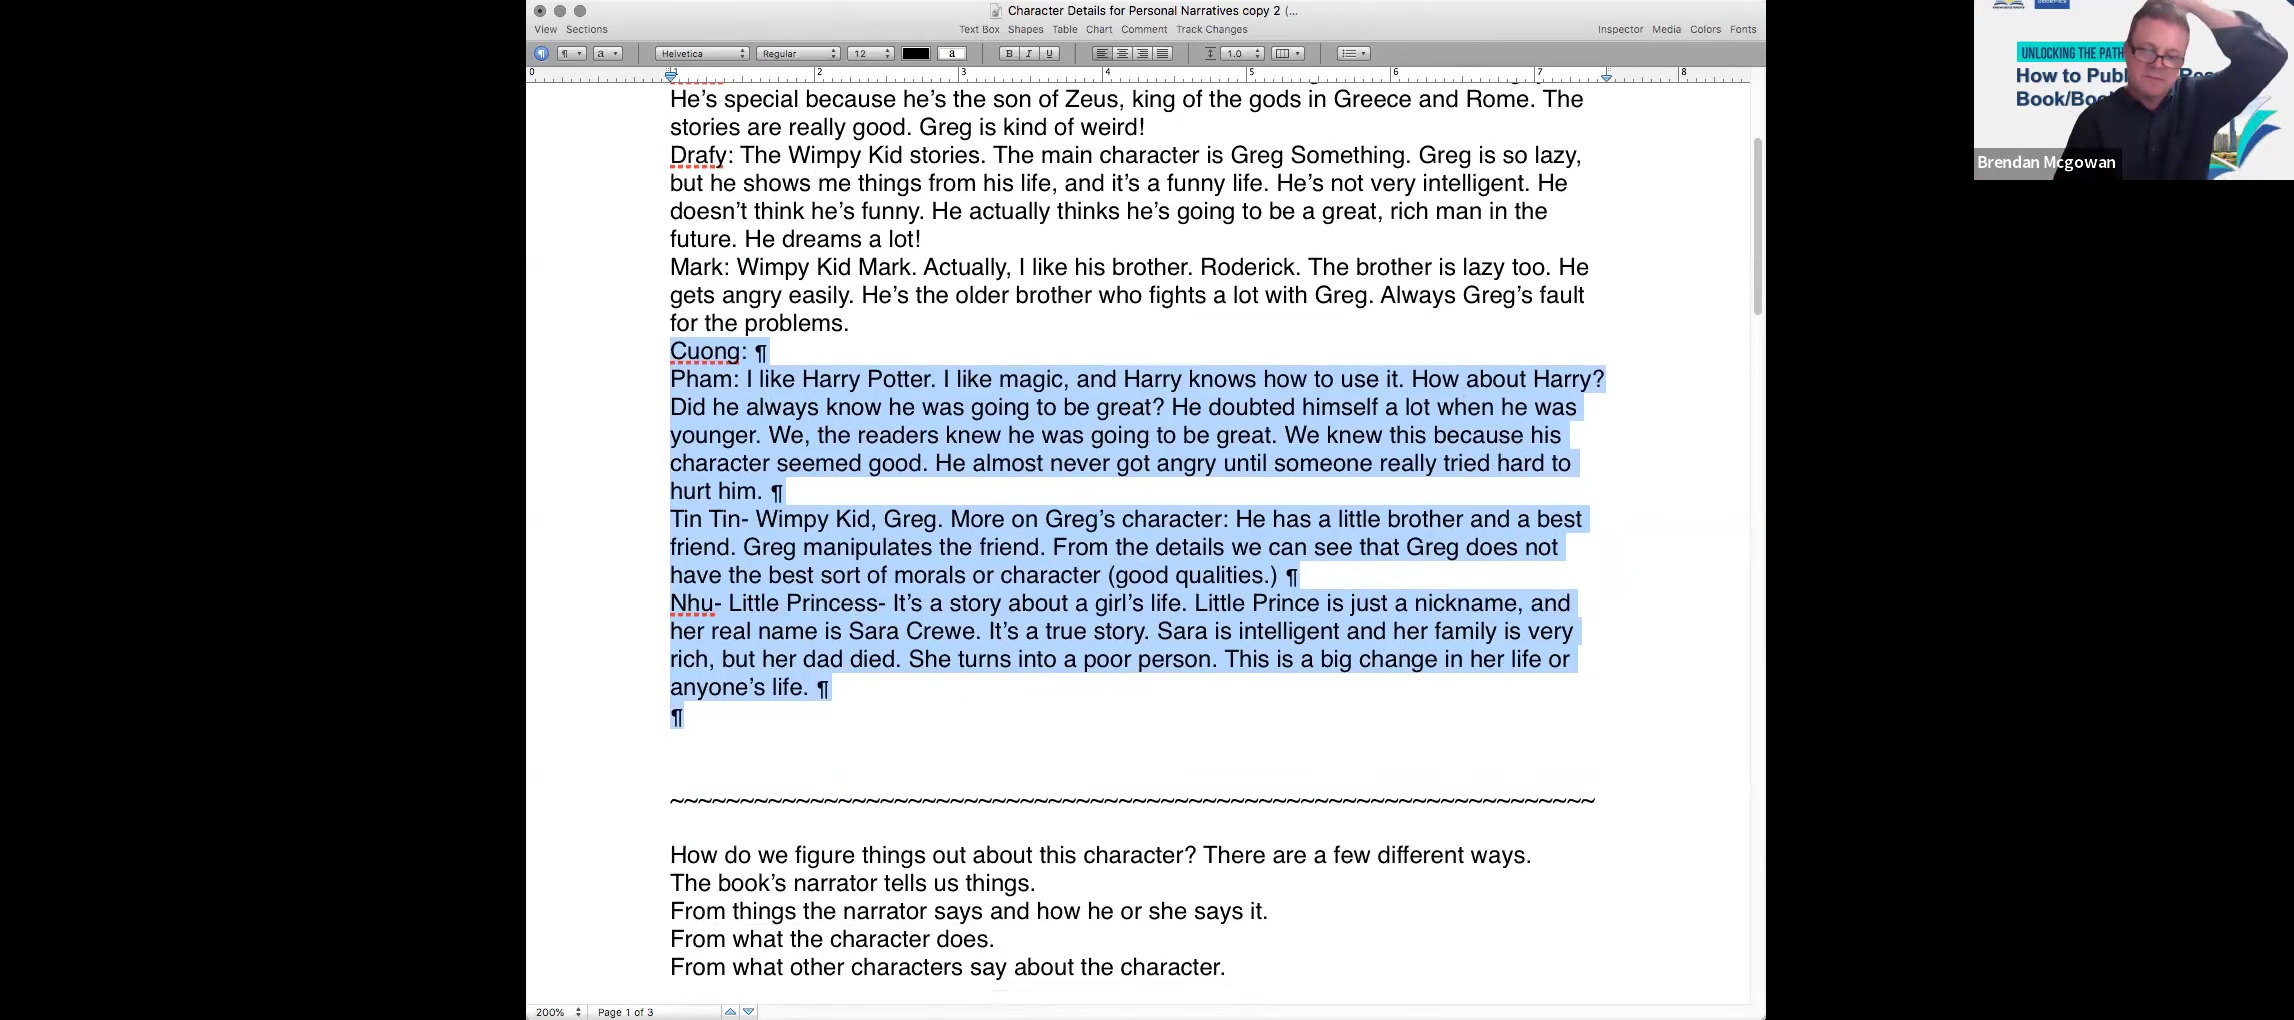 Character Details for Personal Narratives copy 2 (...
View Sections Text Box Shapes Table Chart Comment Track Changes Inspector Media Colors Fonts
¶ ¶ a Helvetica Regular 12 a B I U 1.0
0 1 2 3 4 5 6 7 8
He’s special because he’s the son of Zeus, king of the gods in Greece and Rome. The
stories are really good. Greg is kind of weird!
Drafy: The Wimpy Kid stories. The main character is Greg Something. Greg is so lazy,
but he shows me things from his life, and it’s a funny life. He’s not very intelligent. He
doesn’t think he’s funny. He actually thinks he’s going to be a great, rich man in the
future. He dreams a lot!
Mark: Wimpy Kid Mark. Actually, I like his brother. Roderick. The brother is lazy too. He
gets angry easily. He’s the older brother who fights a lot with Greg. Always Greg’s fault
for the problems.
Cuong: ¶
Pham: I like Harry Potter. I like magic, and Harry knows how to use it. How about Harry?
Did he always know he was going to be great? He doubted himself a lot when he was
younger. We, the readers knew he was going to be great. We knew this because his
character seemed good. He almost never got angry until someone really tried hard to
hurt him. ¶
Tin Tin- Wimpy Kid, Greg. More on Greg’s character: He has a little brother and a best
friend. Greg manipulates the friend. From the details we can see that Greg does not
have the best sort of morals or character (good qualities.) ¶
Nhu- Little Princess- It’s a story about a girl’s life. Little Prince is just a nickname, and
her real name is Sara Crewe. It’s a true story. Sara is intelligent and her family is very
rich, but her dad died. She turns into a poor person. This is a big change in her life or
anyone’s life. ¶
¶
~~~~~~~~~~~~~~~~~~~~~~~~~~~~~~~~~~~~~~~~~~~~~~~~~~~~~~~~~~~~~~~~~~
How do we figure things out about this character? There are a few different ways.
The book’s narrator tells us things.
From things the narrator says and how he or she says it.
From what the character does.
From what other characters say about the character.
200% Page 1 of 3
UNLOCKING THE PATH
How to Publ
Book/Bo
Brendan Mcgowan